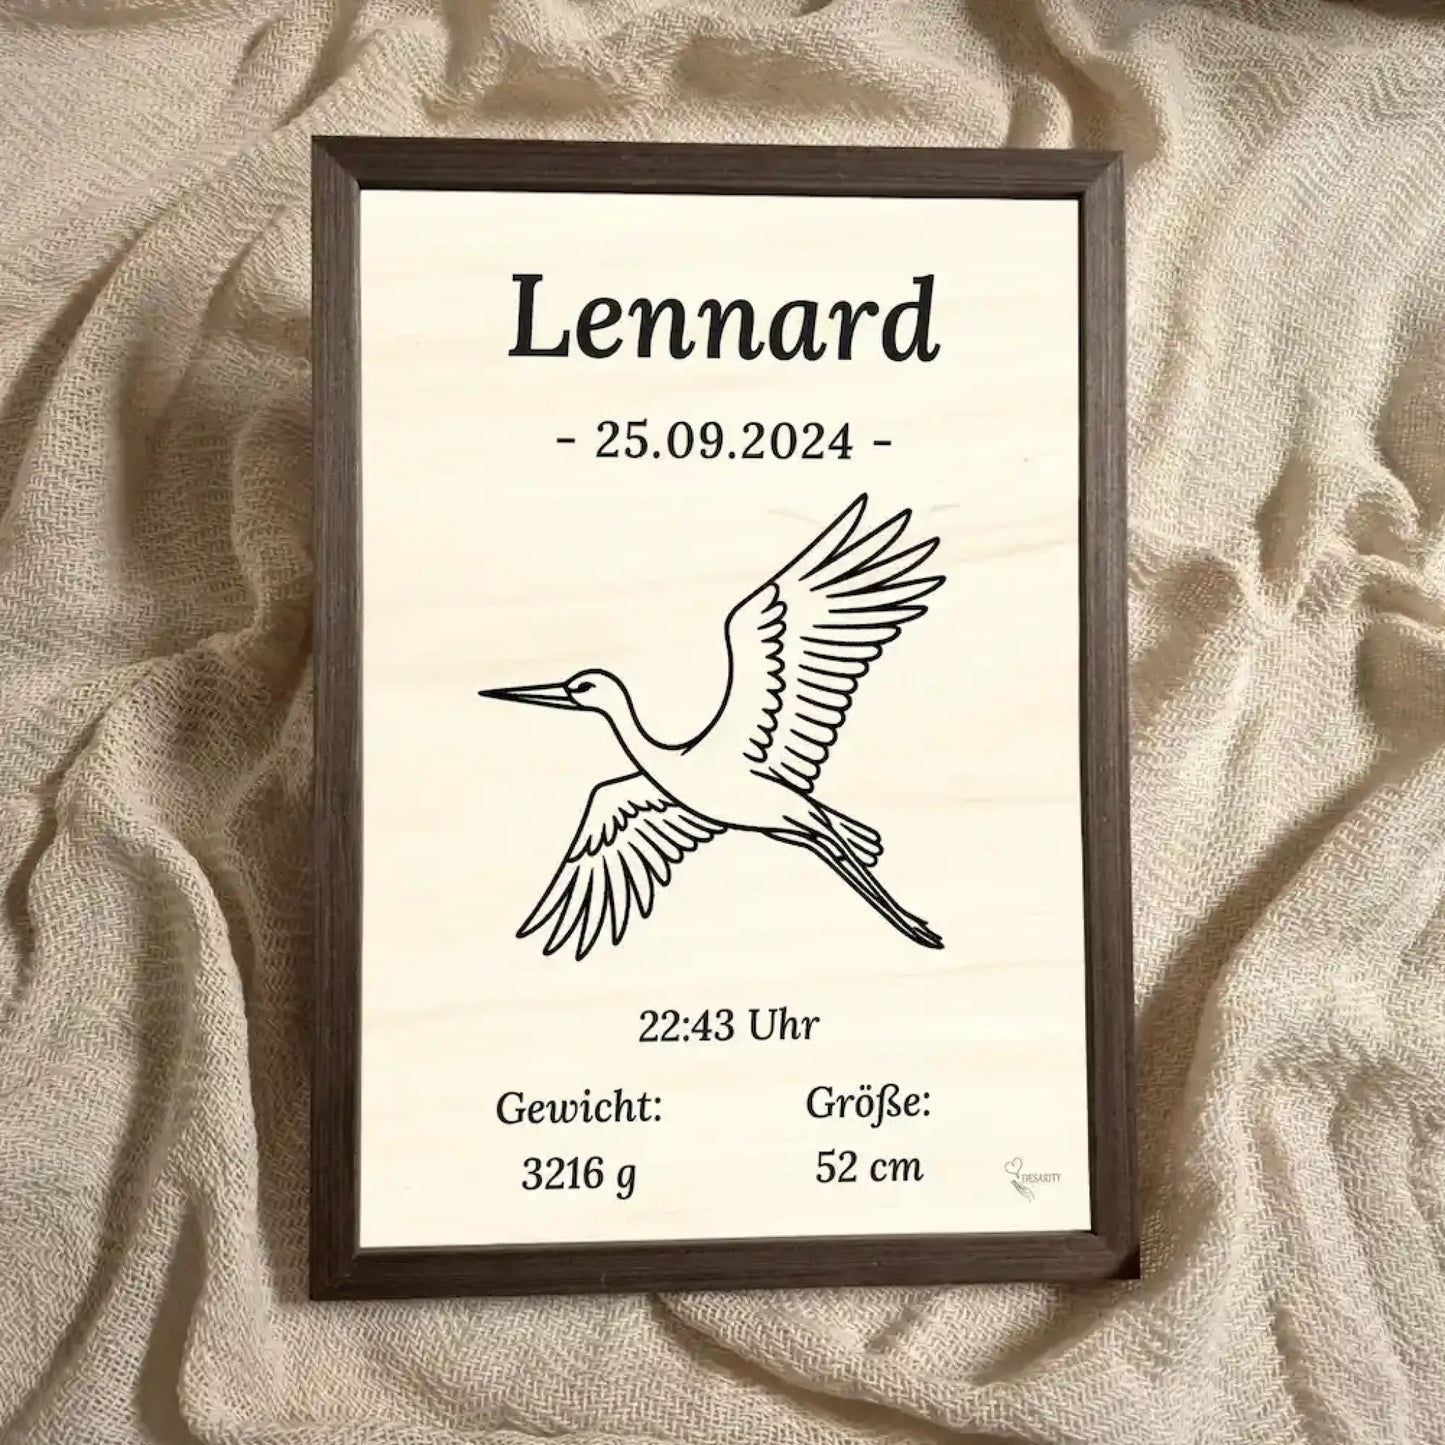 Lennard
- 25.09.2024 -
22:43 Uhr
Gewicht:
3216 g
Größe:
52 cm
DESARITY